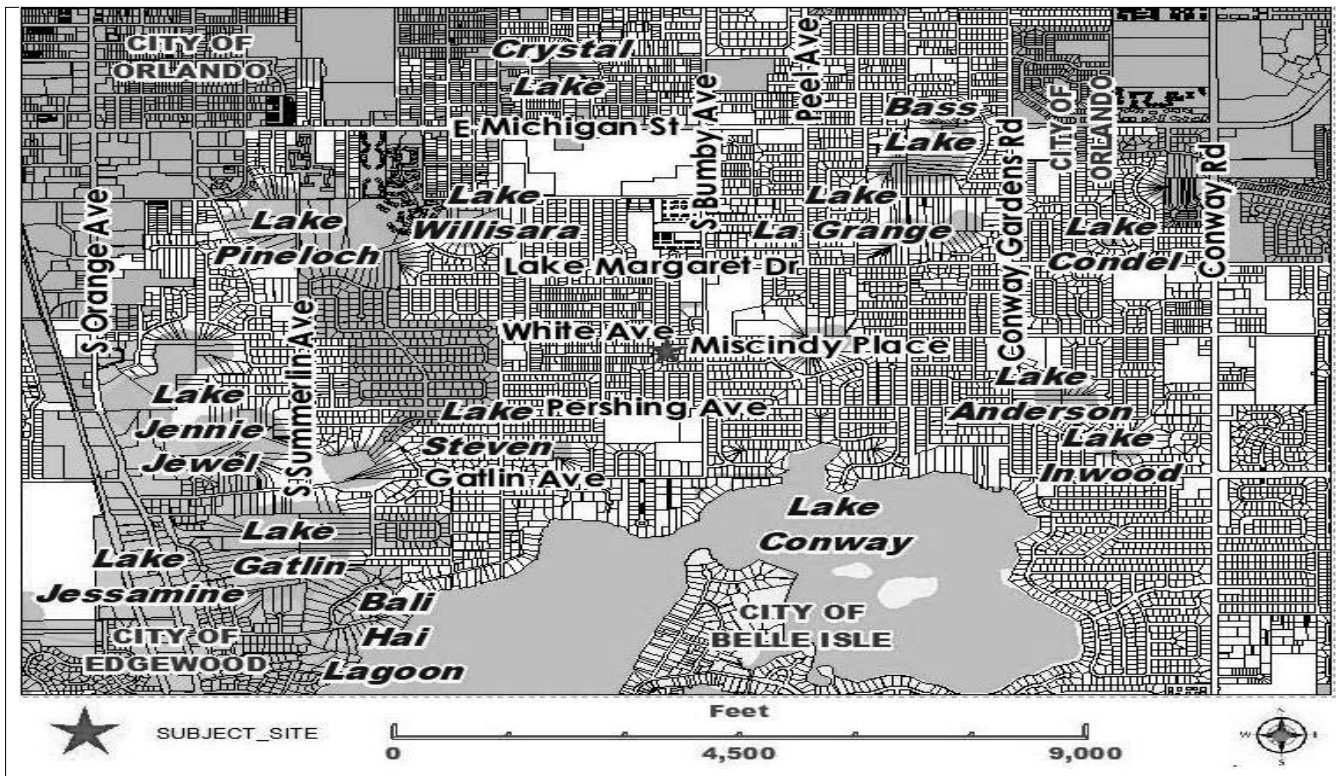 CITY OF
ORLANDO
Crystal
Lake
Peel Ave
S Bumby Ave
E Michigan St
Bass
Lake
CITY OF
ORLANDO
Conway Gardens Rd
Conway Rd
S Orange Ave
Lake
Pineloch
Lake
Willisara
Lake
La Grange
Lake
Condel
Lake Margaret Dr
S Summerlin Ave
White Ave
Miscindy Place
Lake
Jennie
Jewel
Lake
Steven
Pershing Ave
Lake
Anderson
Lake
Inwood
Gatlin Ave
Lake
Gatlin
Lake
Conway
Lake
Jessamine
Bali
Hai
Lagoon
CITY OF
BELLE ISLE
CITY OF
EDGEWOOD
SUBJECT_SITE
Feet
0
4,500
9,000
N
W
E
S